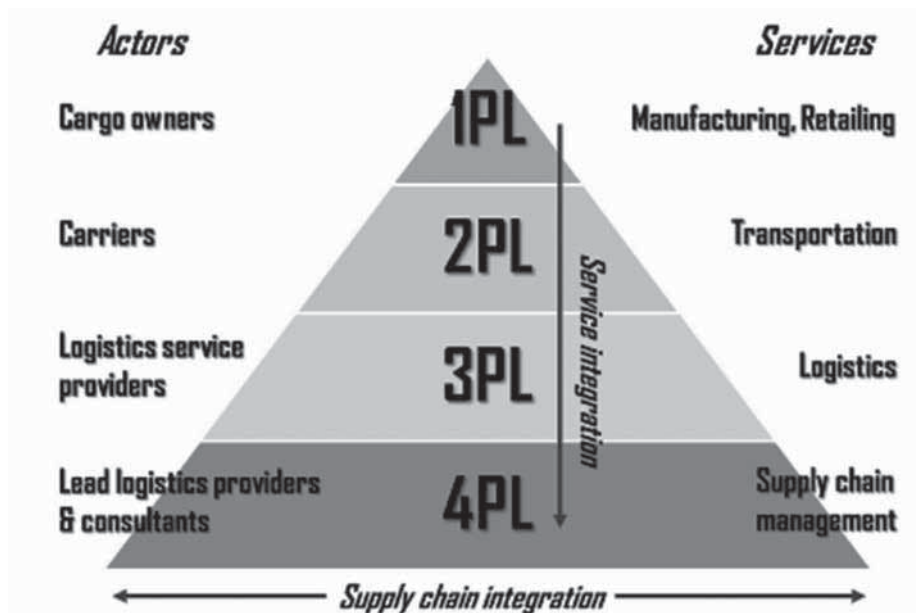 Actors
Services
Cargo owners
1PL
Manufacturing, Retailing
Carriers
2PL
Transportation
Service integration
Logistics service
providers
3PL
Logistics
Lead logistics providers
& consultants
4PL
Supply chain
management
Supply chain integration